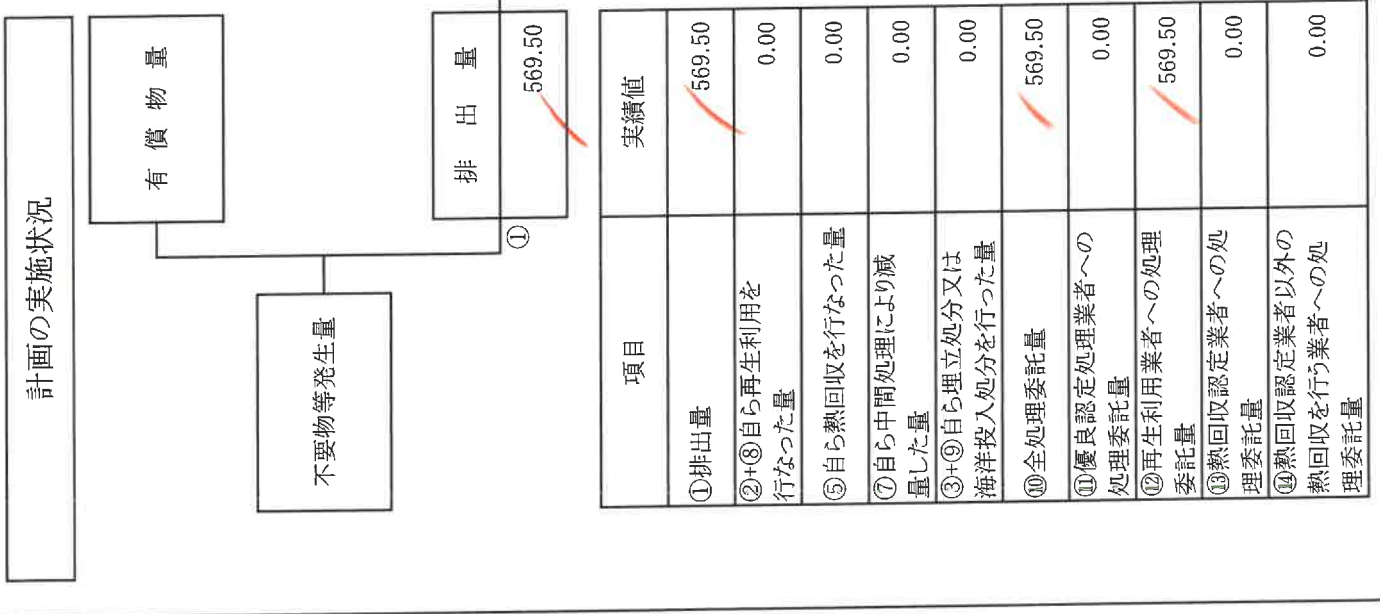 計画の実施状況
有償物量
不要物等発生量
①
排出量
569.50
項目 実績値
①排出量 569.50
②+⑧自ら再生利用を
行なった量 0.00
⑤自ら熱回収を行なった量 0.00
⑦自ら中間処理により減
量した量 0.00
③+⑨自ら埋立処分又は
海洋投入処分を行った量 0.00
⑩全処理委託量 569.50
⑪優良認定処理業者への
処理委託量 0.00
⑫再生利用業者への処理
委託量 569.50
⑬熱回収認定業者への処
理委託量 0.00
⑭熱回収認定業者以外の
熱回収を行う業者への処
理委託量 0.00